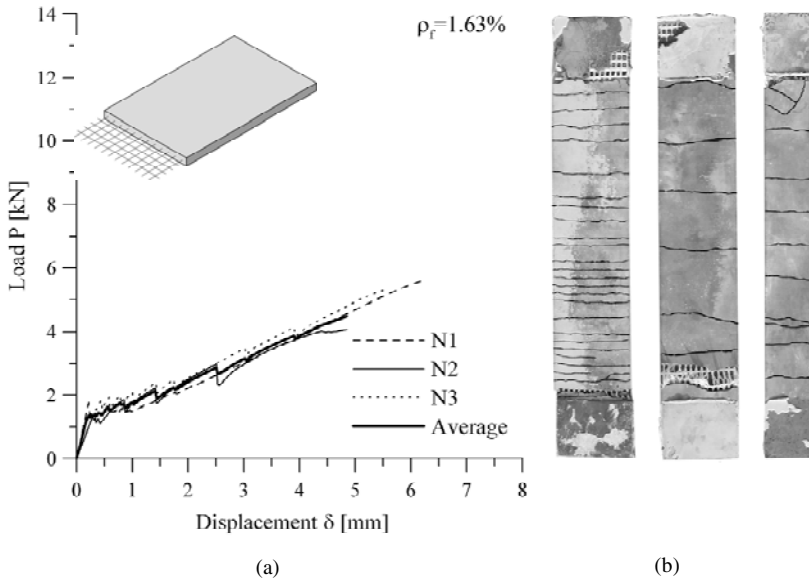 ρf=1.63%
14
12
10
8
6
4
2
0
Load P [kN]
N1
N2
N3
Average
0 1 2 3 4 5 6 7 8
Displacement δ [mm]
(a)
(b)